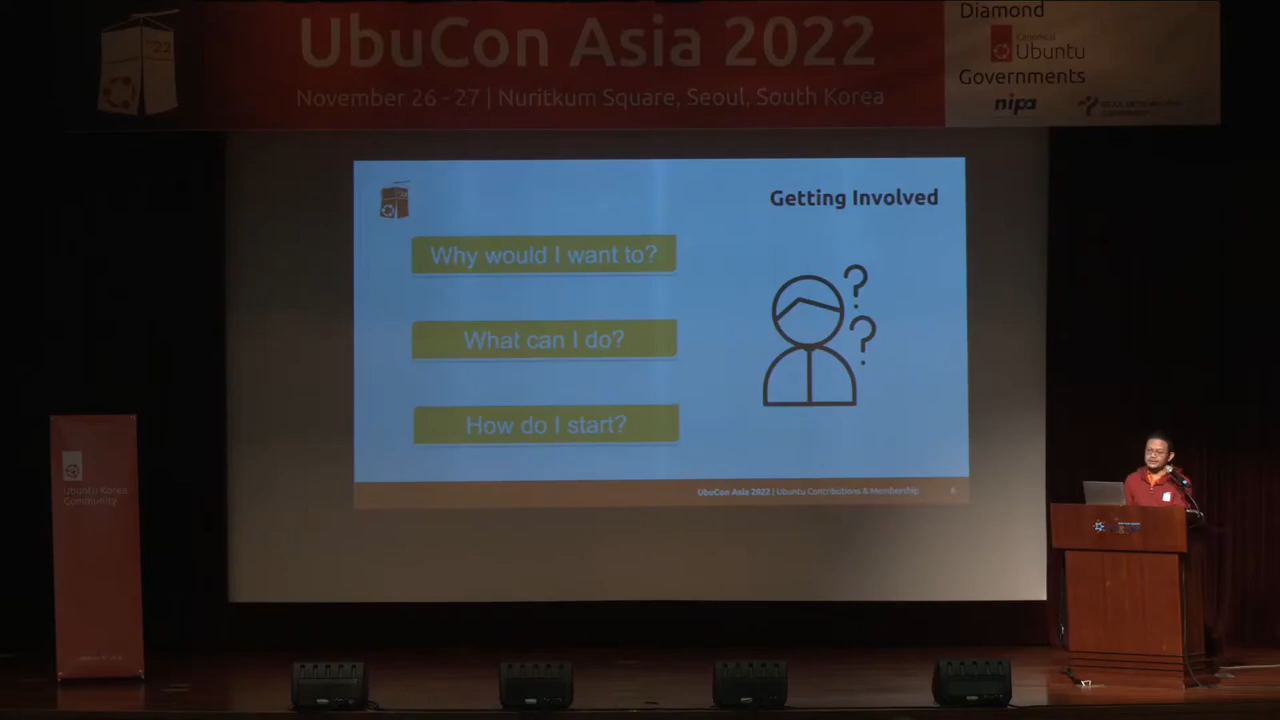 UbuCon Asia 2022
November 26 - 27 | Nuritkum Square, Seoul, South Korea
Diamond
Canonical
Ubuntu
Governments
nipa
Getting Involved
Why would I want to?
What can I do?
How do I start?
UbuCon Asia 2022 | Ubuntu Contributions & Membership
Ubuntu Korea
Community